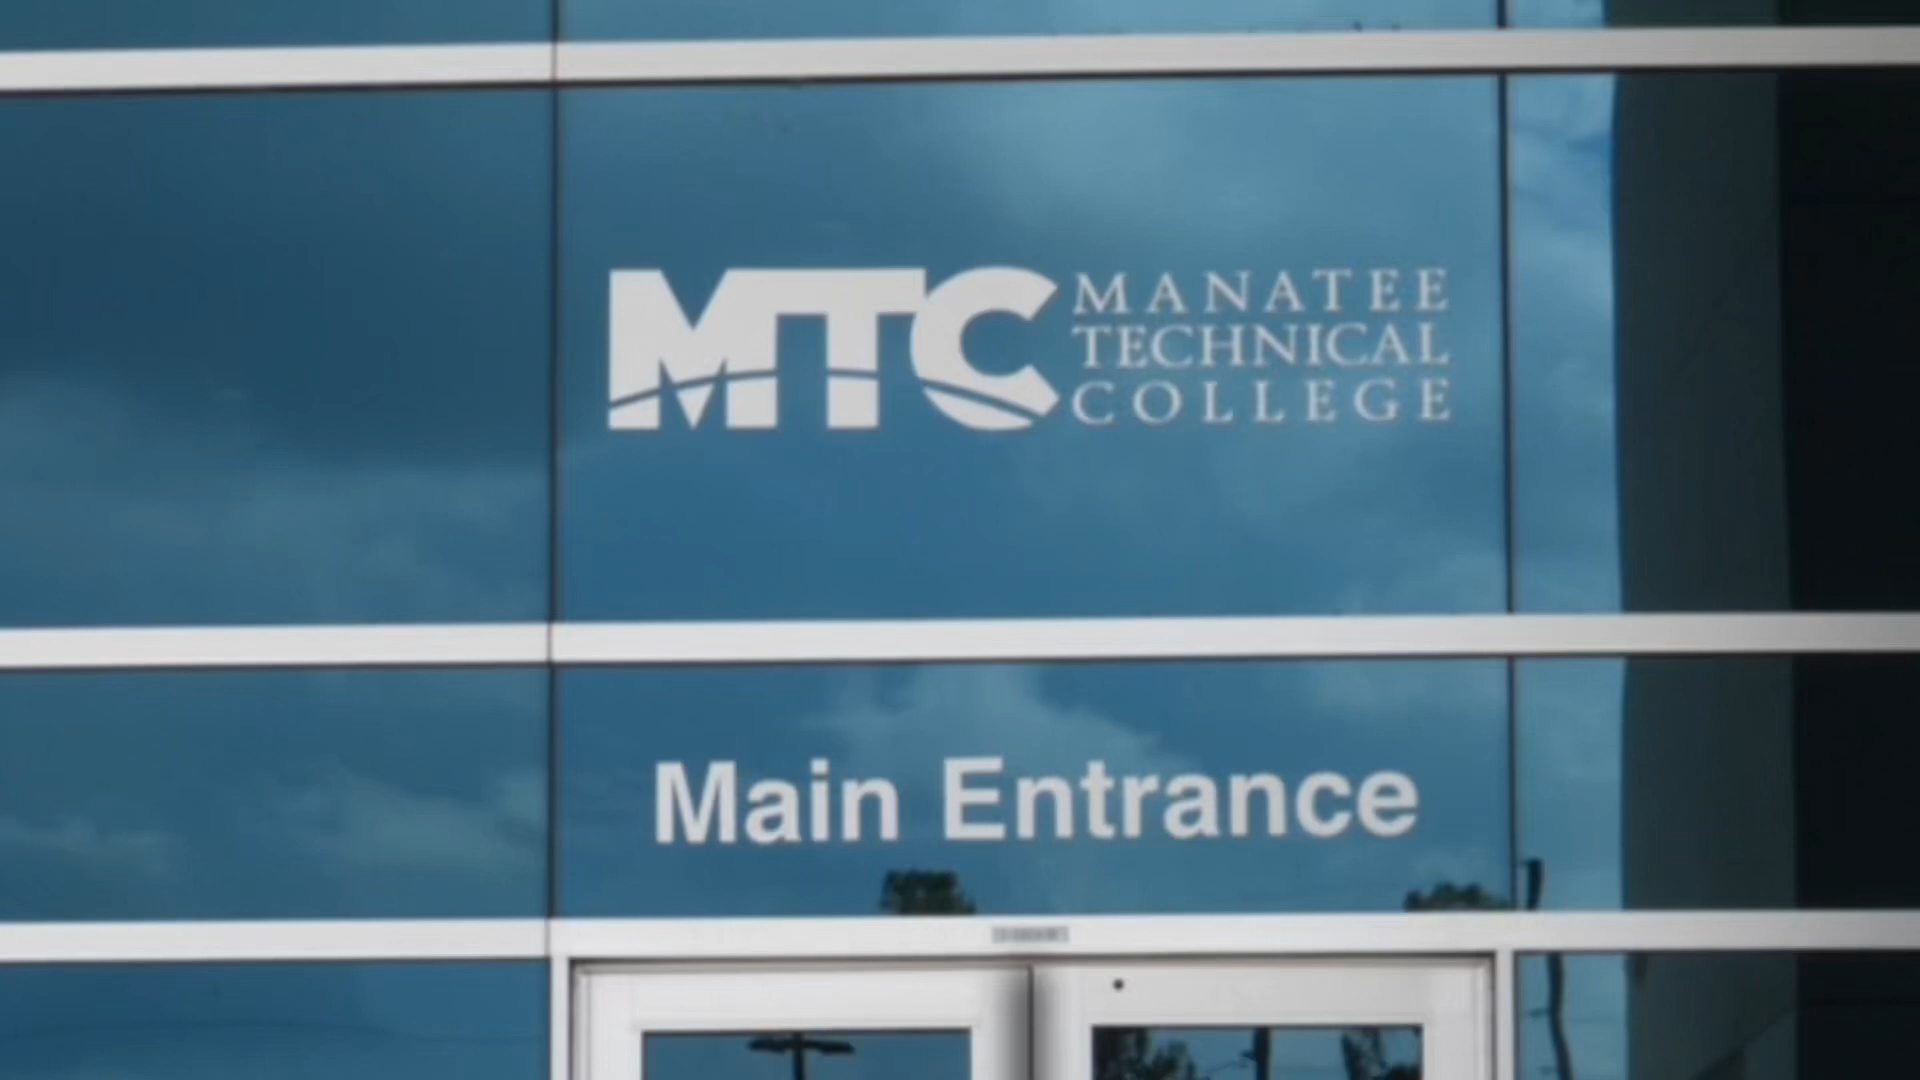 MTC
MANATEE
TECHNICAL
COLLEGE
Main Entrance